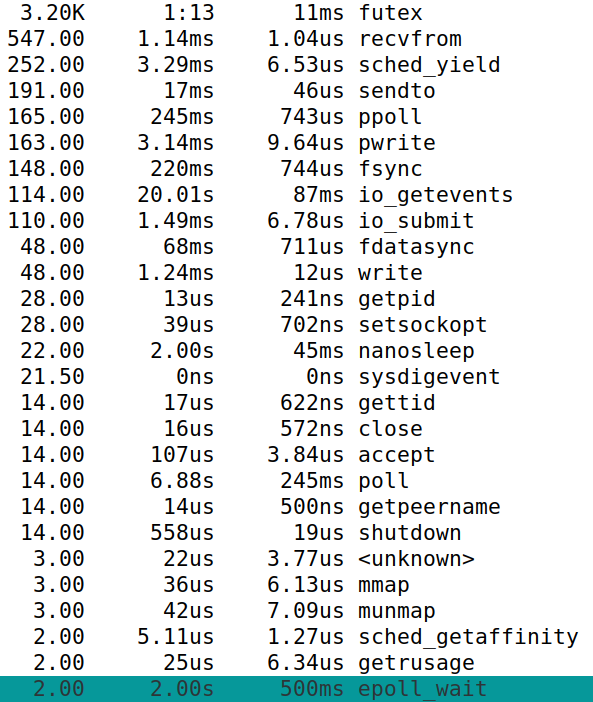 3.20K 1:13 11ms futex
547.00 1.14ms 1.04us recvfrom
252.00 3.29ms 6.53us sched_yield
191.00 17ms 46us sendto
165.00 245ms 743us ppoll
163.00 3.14ms 9.64us pwrite
148.00 220ms 744us fsync
114.00 20.01s 87ms io_getevents
110.00 1.49ms 6.78us io_submit
48.00 68ms 711us fdatasync
48.00 1.24ms 12us write
28.00 13us 241ns getpid
28.00 39us 702ns setsockopt
22.00 2.00s 45ms nanosleep
21.50 0ns 0ns sysdigevent
14.00 17us 622ns gettid
14.00 16us 572ns close
14.00 107us 3.84us accept
14.00 6.88s 245ms poll
14.00 14us 500ns getpeername
14.00 558us 19us shutdown
3.00 22us 3.77us <unknown>
3.00 36us 6.13us mmap
3.00 42us 7.09us munmap
2.00 5.11us 1.27us sched_getaffinity
2.00 25us 6.34us getrusage
2.00 2.00s 500ms epoll_wait